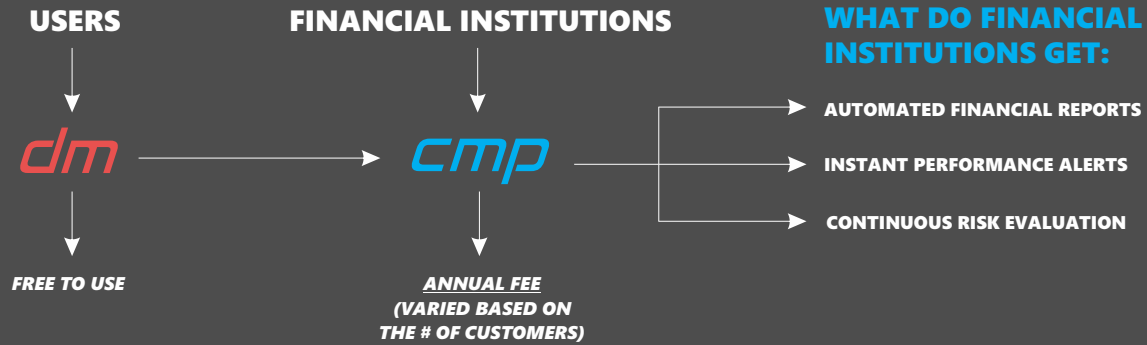 USERS
FINANCIAL INSTITUTIONS
WHAT DO FINANCIAL
INSTITUTIONS GET:
dm
cmp
AUTOMATED FINANCIAL REPORTS
INSTANT PERFORMANCE ALERTS
CONTINUOUS RISK EVALUATION
FREE TO USE
ANNUAL FEE
(VARIED BASED ON
THE # OF CUSTOMERS)